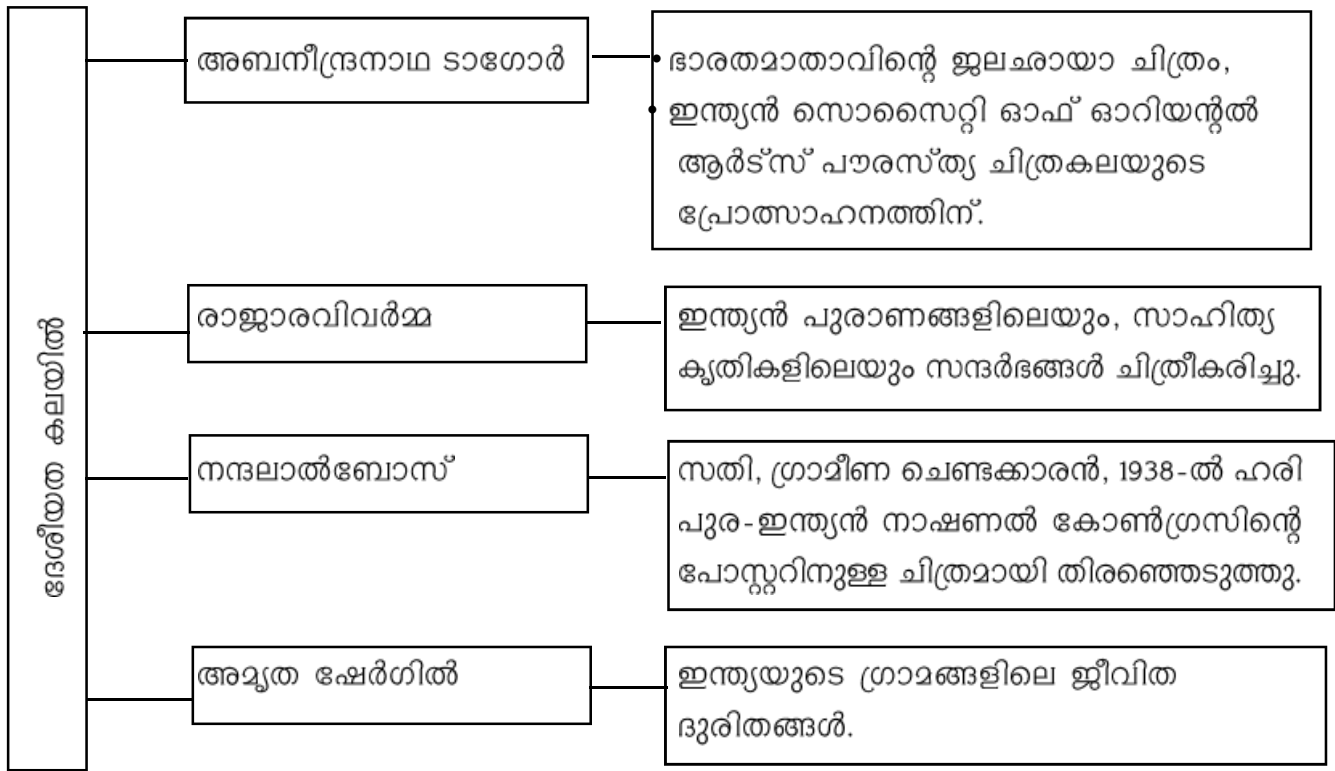 ദേശീയത കലയിൽ
അബനീന്ദ്രനാഥ ടാഗോർ
• ഭാരതമാതാവിന്റെ ജലഛായാ ചിത്രം,
• ഇന്ത്യൻ സൊസൈറ്റി ഓഫ് ഓറിയന്റൽ
ആർട്സ് പൗരസ്ത്യ ചിത്രകലയുടെ
പ്രോത്സാഹനത്തിന്.
രാജാരവിവർമ്മ
ഇന്ത്യൻ പുരാണങ്ങളിലെയും, സാഹിത്യ
കൃതികളിലെയും സന്ദർഭങ്ങൾ ചിത്രീകരിച്ചു.
നന്ദലാൽബോസ്
സതി, ഗ്രാമീണ ചെണ്ടക്കാരൻ, 1938-ൽ ഹരി
പുര-ഇന്ത്യൻ നാഷണൽ കോൺഗ്രസിന്റെ
പോസ്റ്ററിനുള്ള ചിത്രമായി തിരഞ്ഞെടുത്തു.
അമൃത ഷേർഗിൽ
ഇന്ത്യയുടെ ഗ്രാമങ്ങളിലെ ജീവിത
ദുരിതങ്ങൾ.